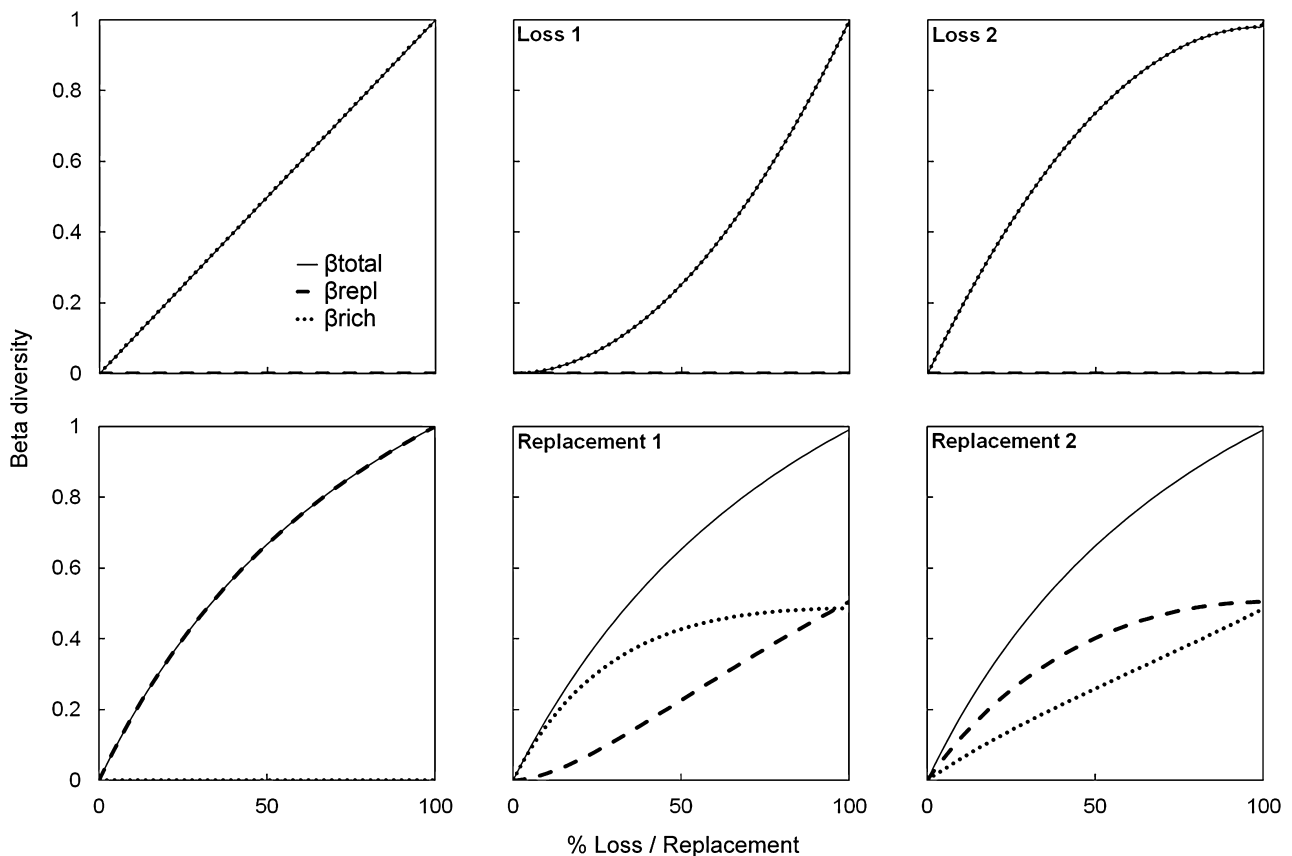 1
0.8
0.6
0.4
0.2
0
βtotal
βrepl
βrich
Loss 1
Loss 2
Beta diversity
1
0.8
0.6
0.4
0.2
0
Replacement 1
Replacement 2
0 50 100
0 50 100
0 50 100
% Loss / Replacement